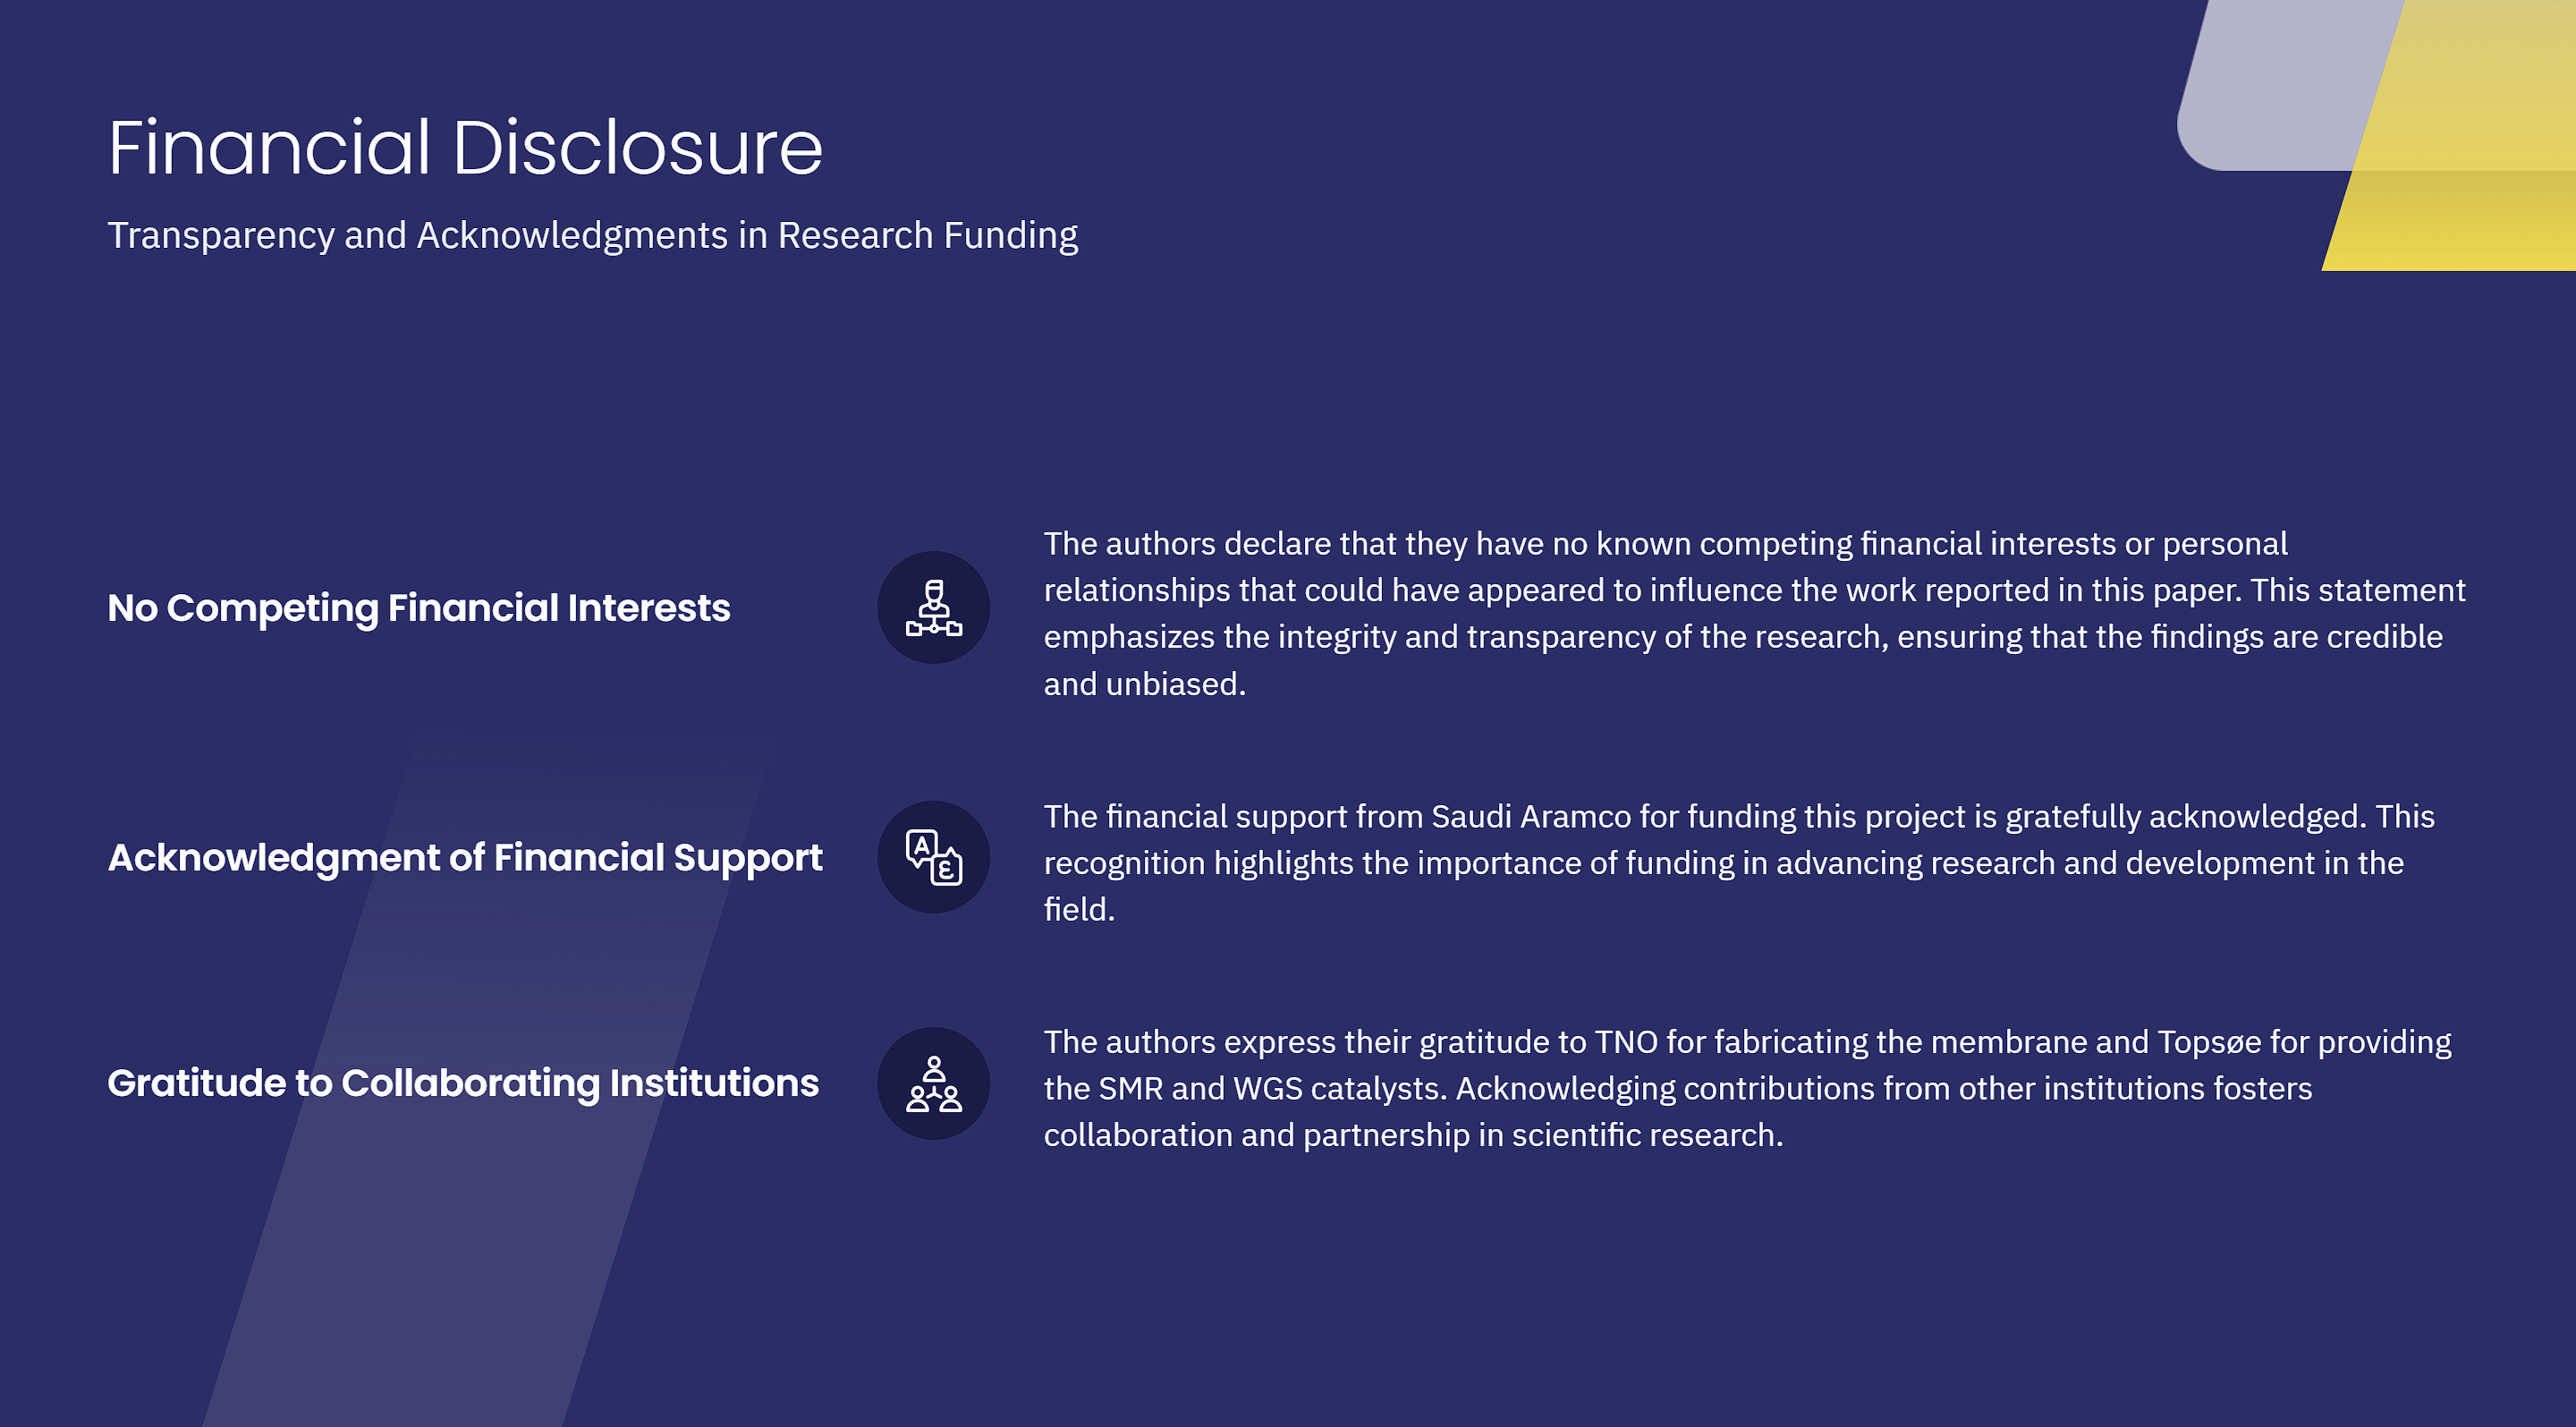 Financial Disclosure
Transparency and Acknowledgments in Research Funding
No Competing Financial Interests
The authors declare that they have no known competing financial interests or personal
relationships that could have appeared to influence the work reported in this paper. This statement
emphasizes the integrity and transparency of the research, ensuring that the findings are credible
and unbiased.
Acknowledgment of Financial Support
A
The financial support from Saudi Aramco for funding this project is gratefully acknowledged. This
recognition highlights the importance of funding in advancing research and development in the
field.
Gratitude to Collaborating Institutions
The authors express their gratitude to TNO for fabricating the membrane and Topsøe for providing
the SMR and WGS catalysts. Acknowledging contributions from other institutions fosters
collaboration and partnership in scientific research.